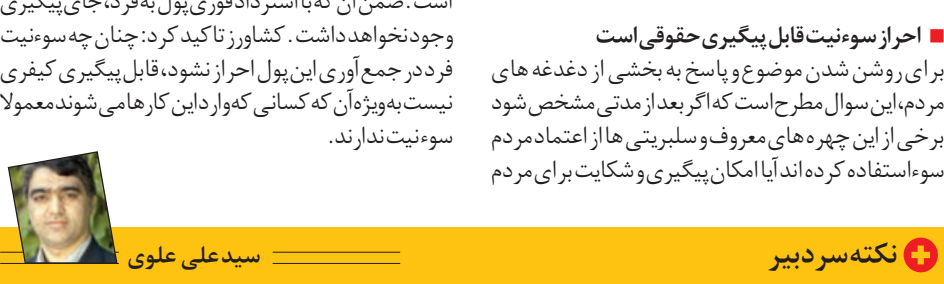 احراز سوءنیت قابل پیگیری حقوقی است
برای روشن شدن موضوع و پاسخ به بخشی از دغدغه های
مردم، این سوال مطرح است که اگر بعد از مدتی مشخص شود
برخی از این چهره های معروف و سلبریتی ها از اعتماد مردم
سوءاستفاده کرده اند آیا امکان پیگیری و شکایت برای مردم
است. ضمن آن که با استرداد فوری پول به فرد، جای پیگیری
وجود نخواهد داشت. کشاورز تاکید کرد: چنان چه سوءنیت
فرد در جمع آوری این پول احراز نشود، قابل پیگیری کیفری
نیست به ویژه آن که کسانی که وارد این کارها می شوند معمولا
سوءنیت ندارند.
نکته سردبیر
سیدعلی علوی